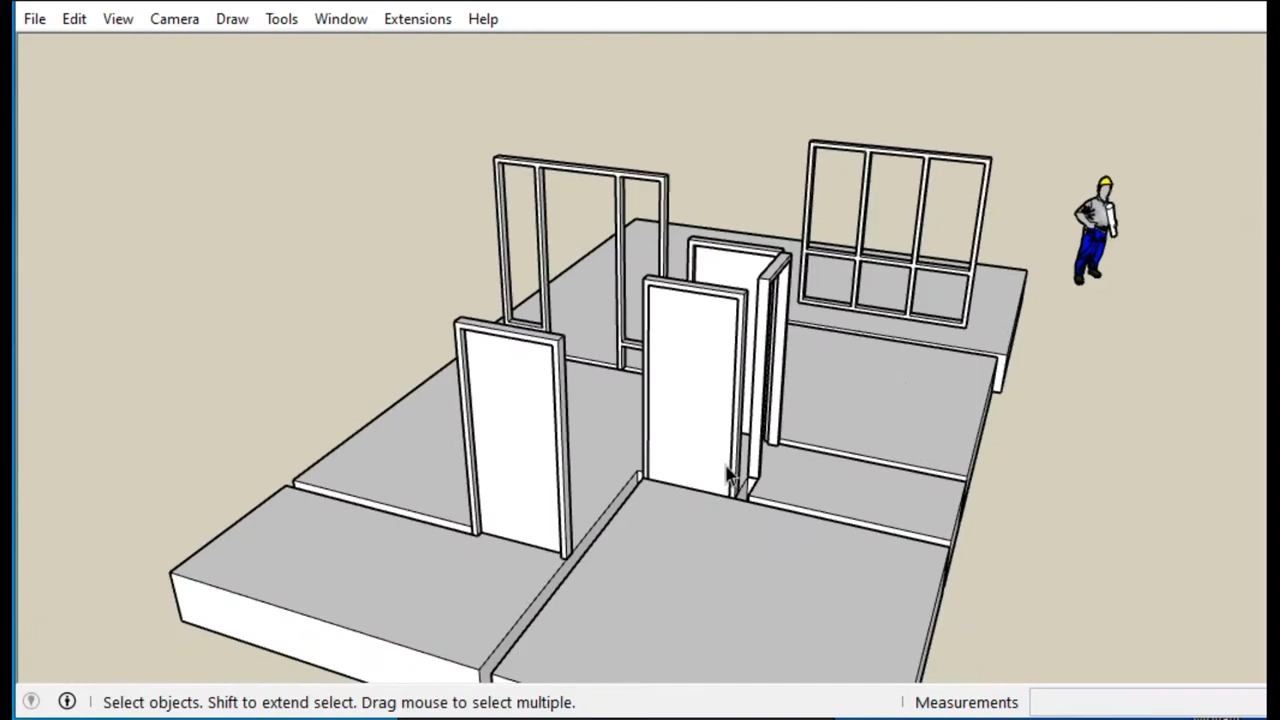 File Edit View Camera Draw Tools Window Extensions Help
Select objects. Shift to extend select. Drag mouse to select multiple. Measurements